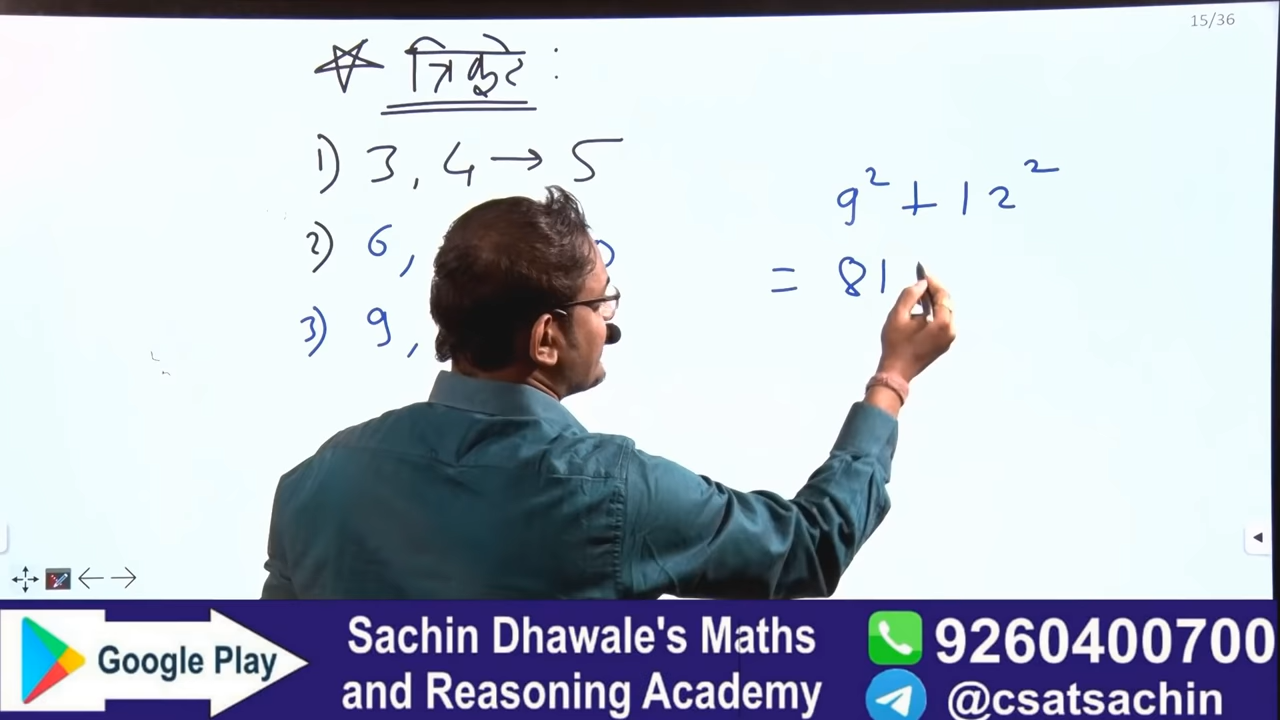 15/36
☆ त्रिकुटे :
1) 3, 4 → 5
2) 6,
3) 9,
9² + 12²
= 81
Google Play
Sachin Dhawale's Maths
and Reasoning Academy
9260400700
@csatsachin